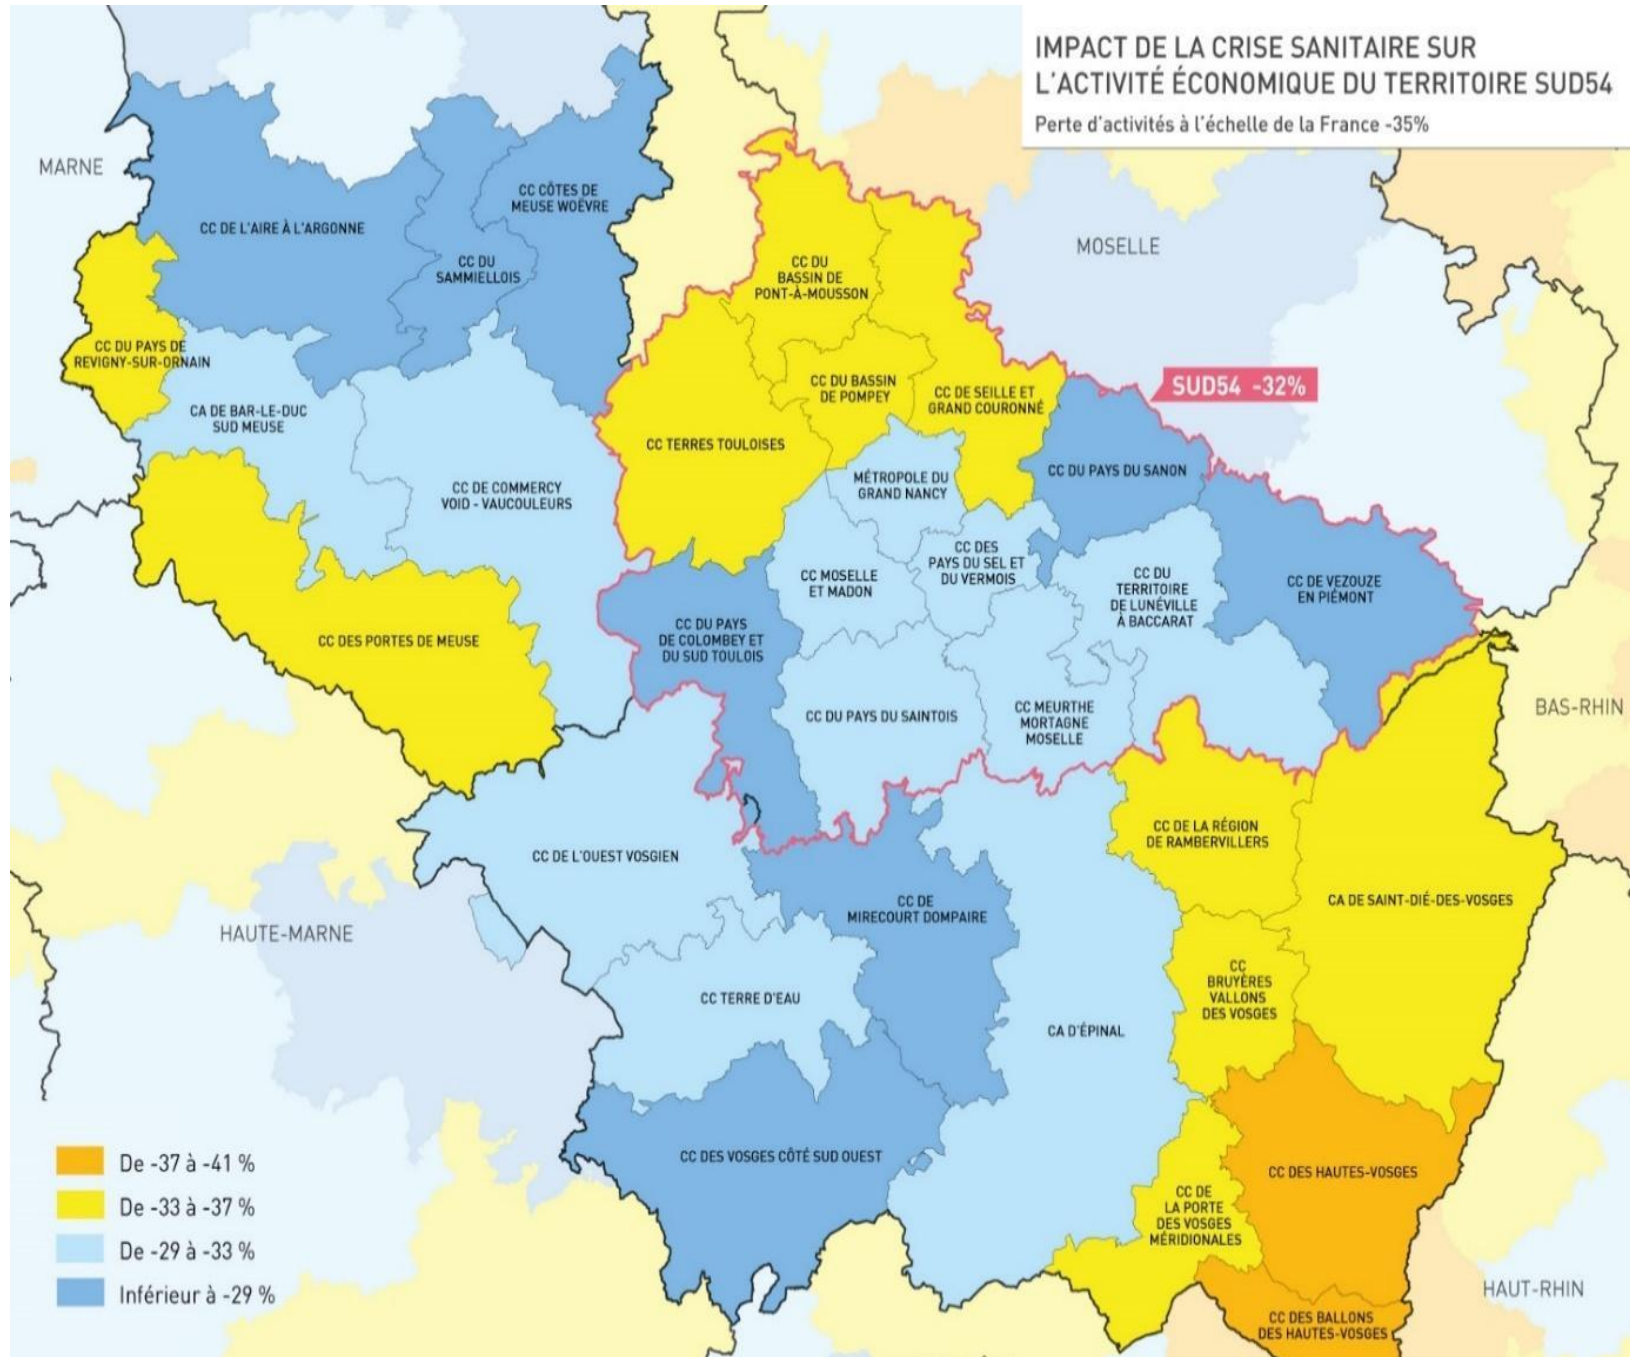 IMPACT DE LA CRISE SANITAIRE SUR
L'ACTIVITÉ ÉCONOMIQUE DU TERRITOIRE SUD54
Perte d'activités à l'échelle de la France -35%
MARNE
CC DE L'AIRE À L'ARGONNE
CC CÔTES DE
MEUSE WOËVRE
CC DU
SAMMIELLOIS
CC DU
BASSIN DE
PONT-À-MOUSSON
MOSELLE
CC DU PAYS DE
REVIGNY-SUR-ORNAIN
CA DE BAR-LE-DUC
SUD MEUSE
CC DU BASSIN
DE POMPEY
CC DE SEILLE ET
GRAND COURONNÉ
SUD54 -32%
CC TERRES TOULOISES
CC DE COMMERCY
VOID - VAUCOULEURS
MÉTROPOLE DU
GRAND NANCY
CC DU PAYS DU SANON
CC MOSELLE
ET MADON
CC DES
PAYS DU SEL ET
DU VERMOIS
CC DU
TERRITOIRE
DE LUNÉVILLE
À BACCARAT
CC DE VEZOUZE
EN PIÉMONT
CC DES PORTES DE MEUSE
CC DU PAYS
DE COLOMBEY ET
DU SUD TOULOIS
CC DU PAYS DU SAINTOIS
CC MEURTHE
MORTAGNE
MOSELLE
BAS-RHIN
CC DE L'OUEST VOSGIEN
CC DE LA RÉGION
DE RAMBERVILLERS
HAUTE-MARNE
CC DE
MIRECOURT DOMPAIRE
CA DE SAINT-DIÉ-DES-VOSGES
CC TERRE D'EAU
CA D'ÉPINAL
CC
BRUYÈRES
VALLONS
DES VOSGES
CC DES VOSGES CÔTÉ SUD OUEST
CC DES HAUTES-VOSGES
CC DE
LA PORTE
DES VOSGES
MÉRIDIONALES
HAUT-RHIN
CC DES BALLONS
DES HAUTES-VOSGES
De -37 à -41 %
De -33 à -37 %
De -29 à -33 %
Inférieur à -29 %